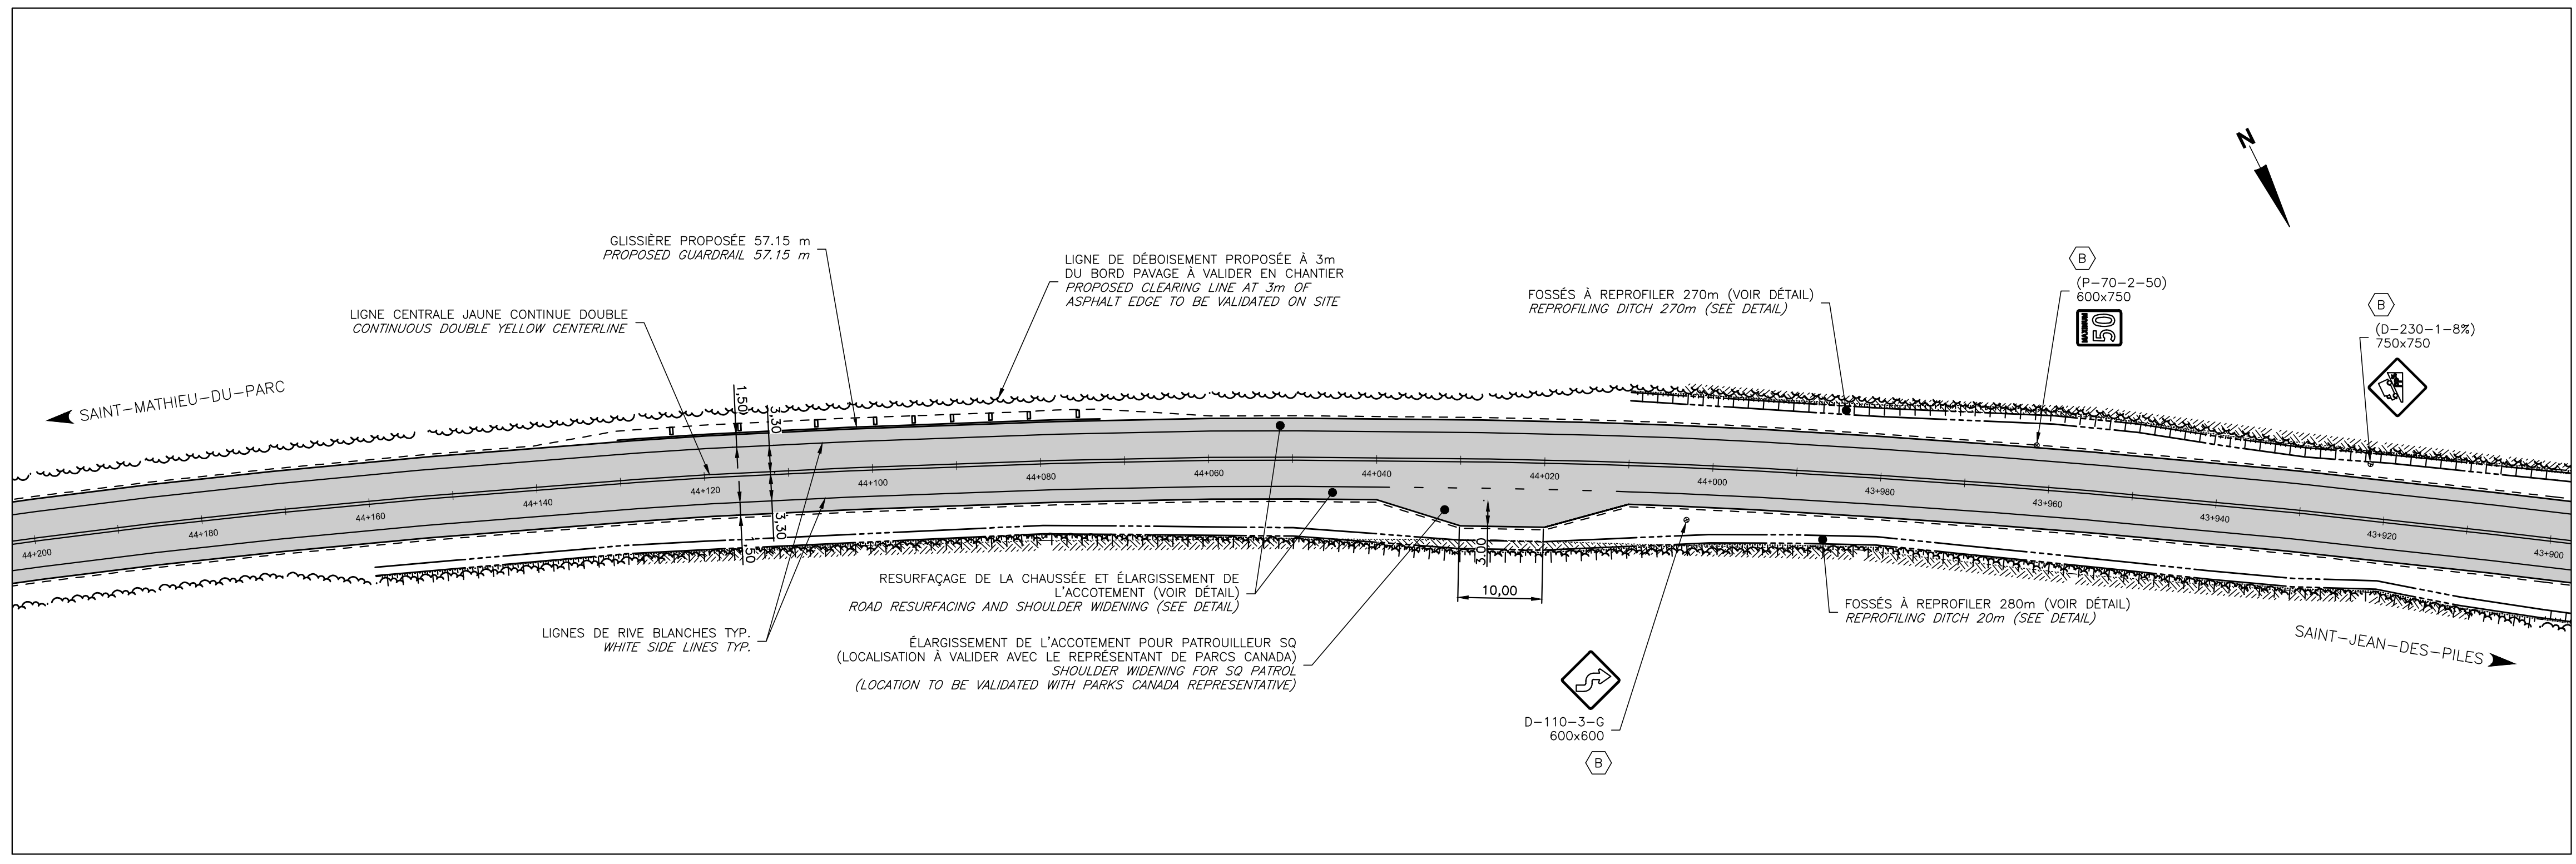 N
GLISSIÈRE PROPOSÉE 57.15 m
PROPOSED GUARDRAIL 57.15 m
LIGNE DE DÉBOISEMENT PROPOSÉE À 3m
DU BORD PAVAGE À VALIDER EN CHANTIER
PROPOSED CLEARING LINE AT 3m OF
ASPHALT EDGE TO BE VALIDATED ON SITE
FOSSÉS À REPROFILER 270m (VOIR DÉTAIL)
REPROFILING DITCH 270m (SEE DETAIL)
B
(P-70-2-50)
600x750
MAXIMUM
50
B
(D-230-1-8%)
750x750
LIGNE CENTRALE JAUNE CONTINUE DOUBLE
CONTINUOUS DOUBLE YELLOW CENTERLINE
SAINT-MATHIEU-DU-PARC
1,50
3,30
3,30
1,50
44+200
44+180
44+160
44+140
44+120
44+100
44+080
44+060
44+040
44+020
44+000
43+980
43+960
43+940
43+920
43+900
3,00
10,00
RESURFAÇAGE DE LA CHAUSSÉE ET ÉLARGISSEMENT DE
L'ACCOTEMENT (VOIR DÉTAIL)
ROAD RESURFACING AND SHOULDER WIDENING (SEE DETAIL)
LIGNES DE RIVE BLANCHES TYP.
WHITE SIDE LINES TYP.
ÉLARGISSEMENT DE L'ACCOTEMENT POUR PATROUILLEUR SQ
(LOCALISATION À VALIDER AVEC LE REPRÉSENTANT DE PARCS CANADA)
SHOULDER WIDENING FOR SQ PATROL
(LOCATION TO BE VALIDATED WITH PARKS CANADA REPRESENTATIVE)
FOSSÉS À REPROFILER 280m (VOIR DÉTAIL)
REPROFILING DITCH 20m (SEE DETAIL)
SAINT-JEAN-DES-PILES
D-110-3-G
600x600
B